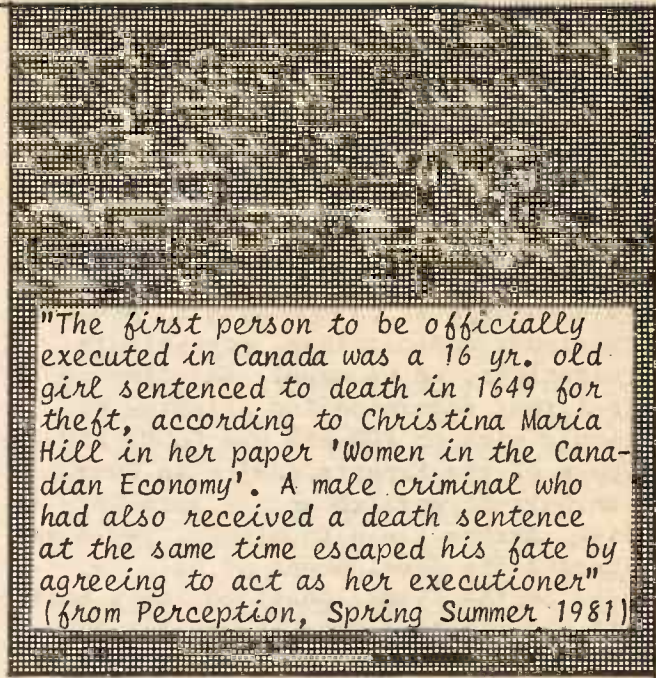 "The first person to be officially
executed in Canada was a 16 yr. old
girl sentenced to death in 1649 for
theft, according to Christina Maria
Hill in her paper 'Women in the Cana-
dian Economy'. A male criminal who
had also received a death sentence
at the same time escaped his fate by
agreeing to act as her executioner"
(from Perception, Spring Summer 1981)